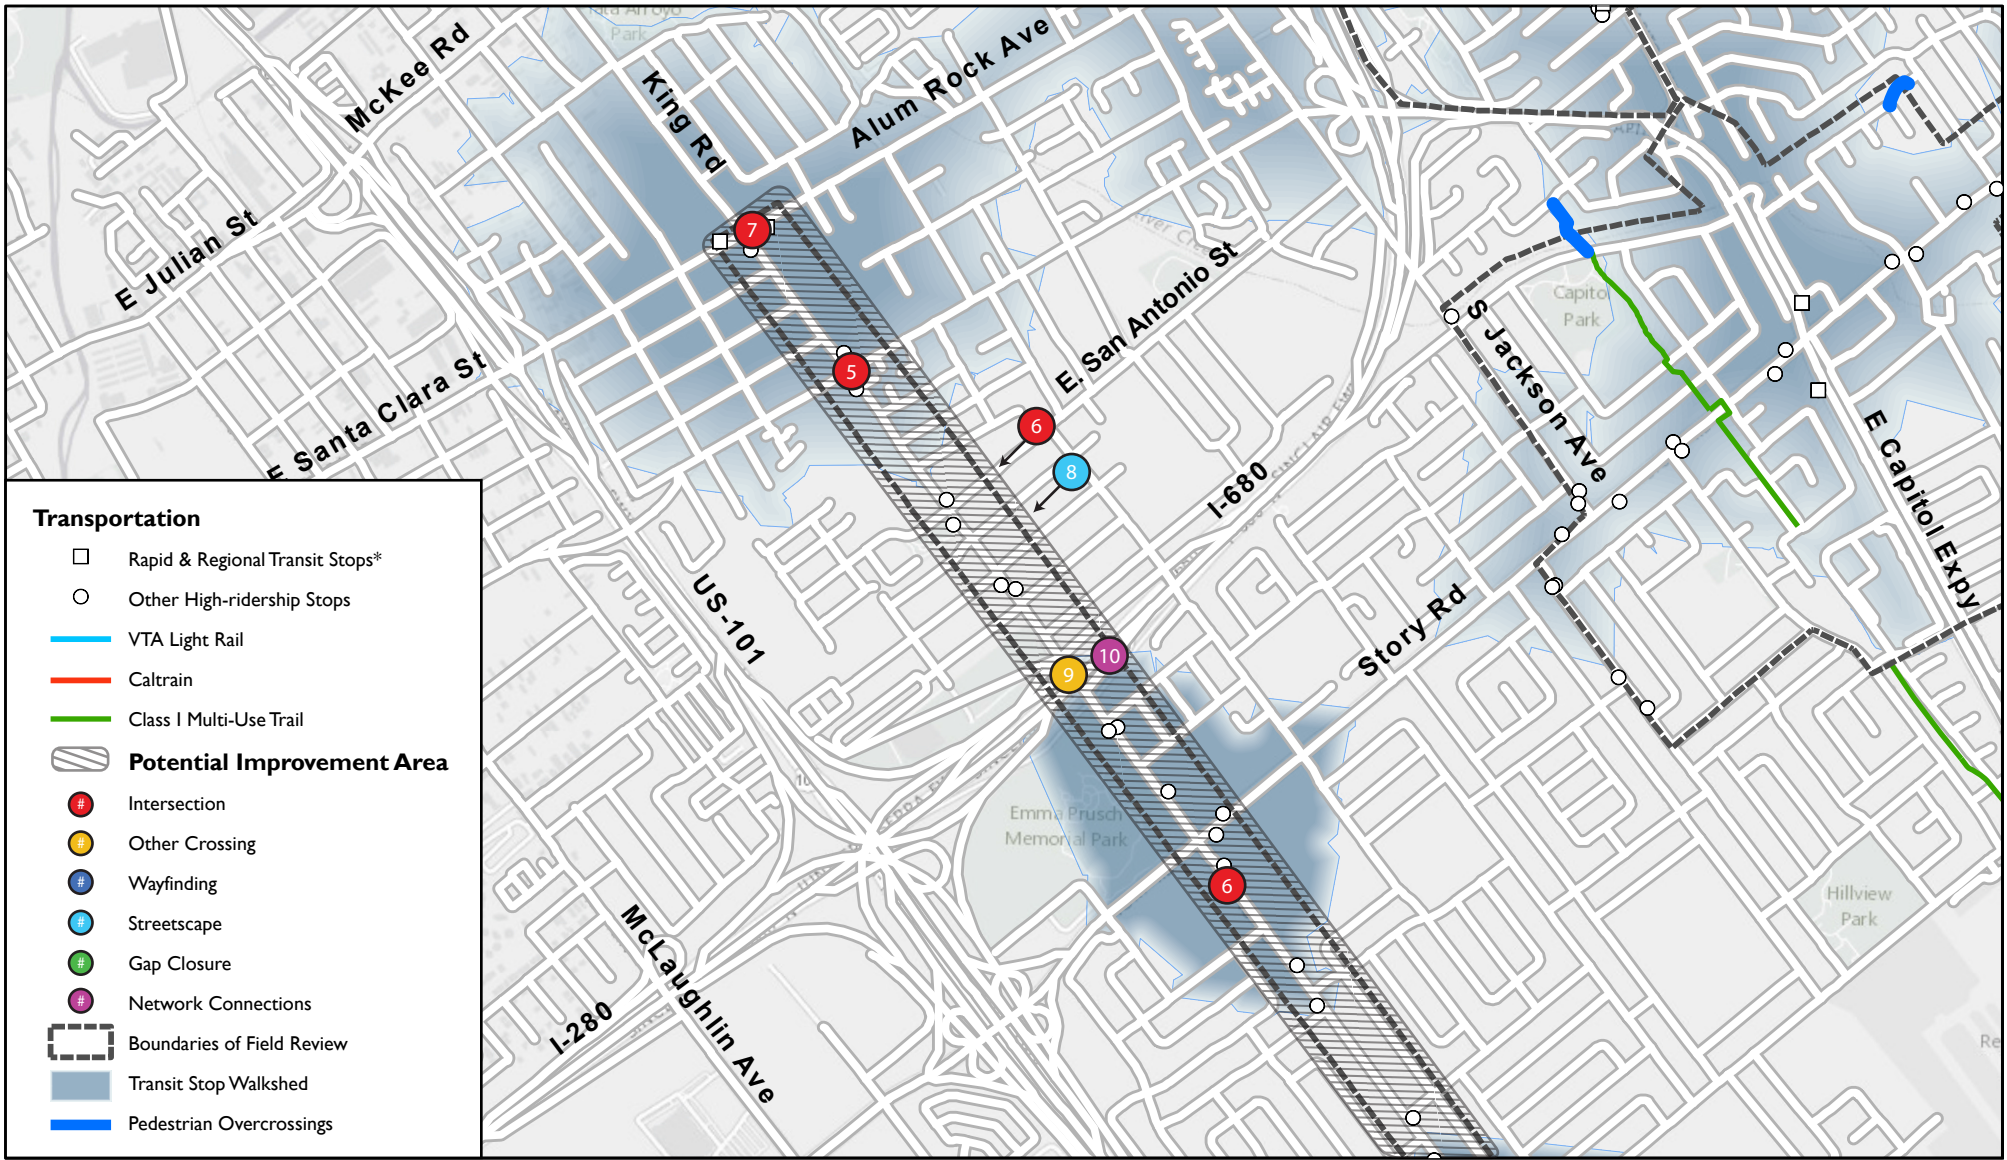 Park
McKee Rd
King Rd
Alum Rock Ave
7
E Julian St
E. San Antonio St
Capito
Park
S Jackson Ave
5
E Santa Clara St
6
8
E Capitol Expy
I-680
US-101
Story Rd
10
9
Emma Prusch
Memorial Park
6
Hillview
Park
McLaughlin Ave
I-280
Re
Transportation
Rapid & Regional Transit Stops*
Other High-ridership Stops
VTA Light Rail
Caltrain
Class I Multi-Use Trail
Potential Improvement Area
# Intersection
# Other Crossing
# Wayfinding
# Streetscape
# Gap Closure
# Network Connections
Boundaries of Field Review
Transit Stop Walkshed
Pedestrian Overcrossings